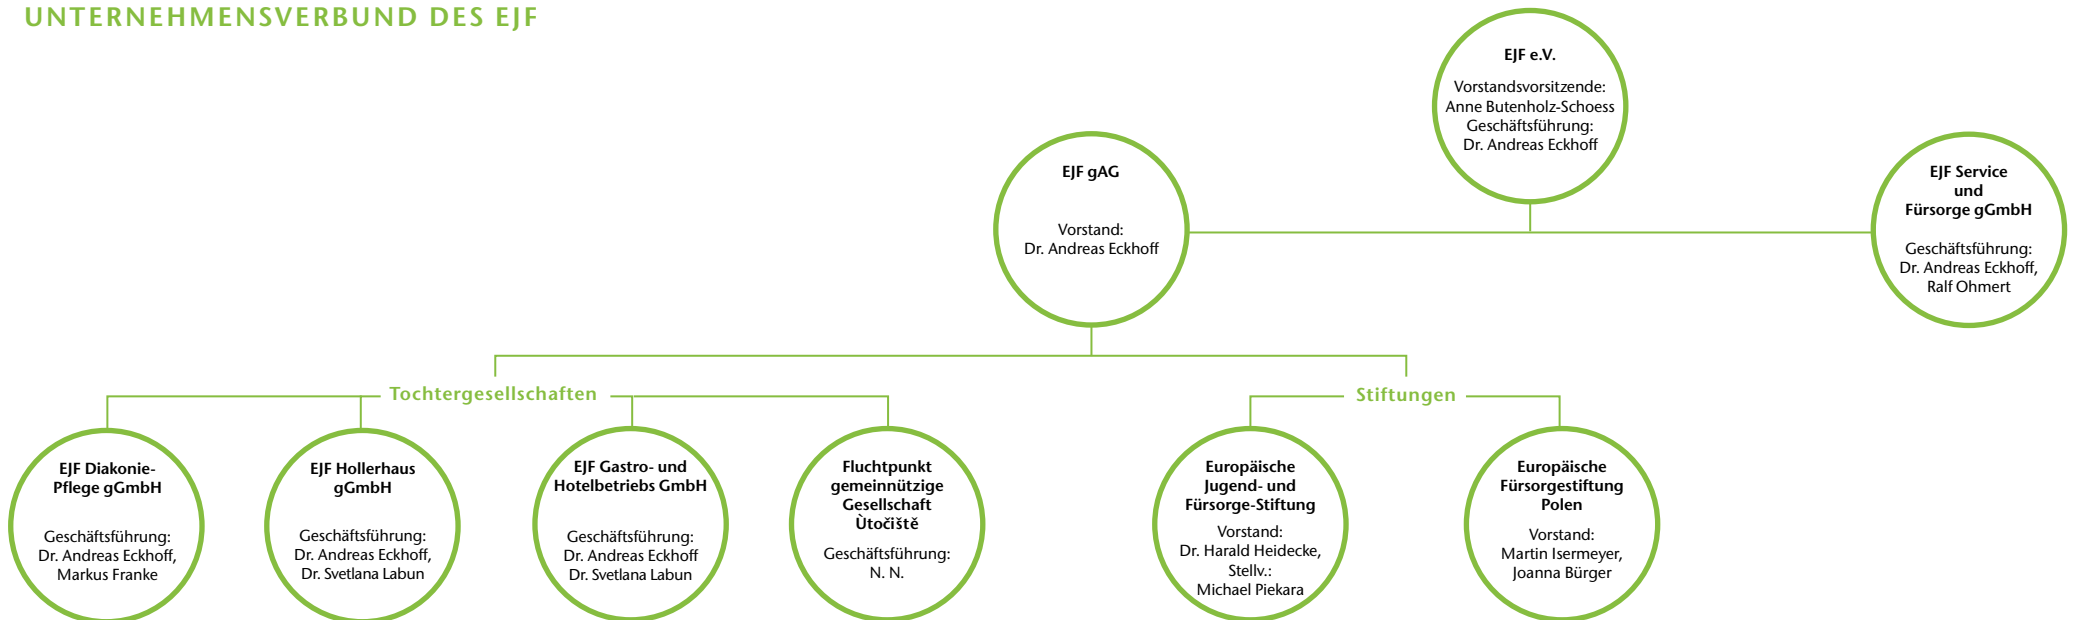 UNTERNEHMENSVERBUND DES EJF
EJF e.V.
Vorstandsvorsitzende:
Anne Butenholz-Schoess
Geschäftsführung:
Dr. Andreas Eckhoff
EJF gAG
Vorstand:
Dr. Andreas Eckhoff
EJF Service
und
Fürsorge gGmbH
Geschäftsführung:
Dr. Andreas Eckhoff,
Ralf Ohmert
Tochtergesellschaften
Stiftungen
EJF Diakonie-
Pflege gGmbH
Geschäftsführung:
Dr. Andreas Eckhoff,
Markus Franke
EJF Hollerhaus
gGmbH
Geschäftsführung:
Dr. Andreas Eckhoff,
Dr. Svetlana Labun
EJF Gastro- und
Hotelbetriebs GmbH
Geschäftsführung:
Dr. Andreas Eckhoff
Dr. Svetlana Labun
Fluchtpunkt
gemeinnützige
Gesellschaft
Ùtočiště
Geschäftsführung:
N. N.
Europäische
Jugend- und
Fürsorge-Stiftung
Vorstand:
Dr. Harald Heidecke,
Stellv.:
Michael Piekara
Europäische
Fürsorgestiftung
Polen
Vorstand:
Martin Isermeyer,
Joanna Bürger